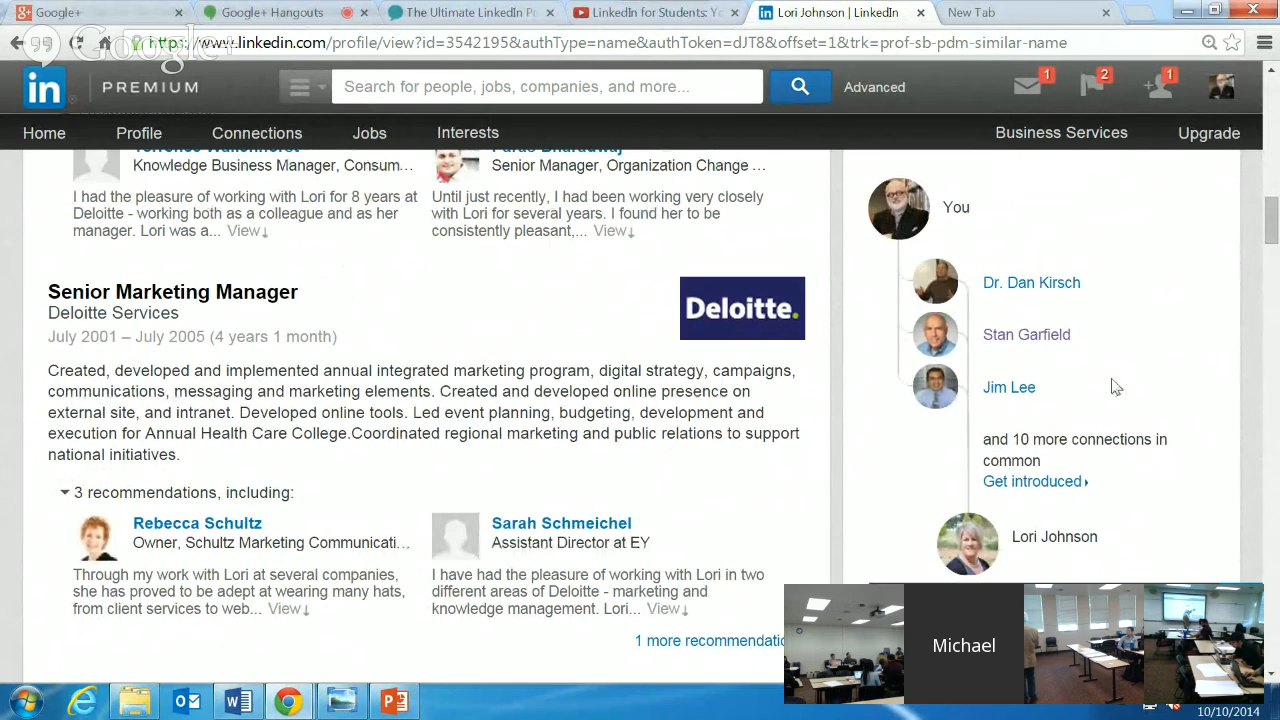 Google+
Google+ Hangouts
The Ultimate LinkedIn P
LinkedIn for Students: Y
Lori Johnson | LinkedIn
New Tab
https://www.linkedin.com/profile/view?id=3542195&authType=name&authToken=dJT8&offset=1&trk=prof-sb-pdm-similar-name
Google+
in
PREMIUM
Search for people, jobs, companies, and more...
Advanced
1
2
1
Home
Profile
Connections
Jobs
Interests
Business Services
Upgrade
Knowledge Business Manager, Consum...
I had the pleasure of working with Lori for 8 years at
Deloitte - working both as a colleague and as her
manager. Lori was a... View↓
Senior Manager, Organization Change ...
Until just recently, I had been working very closely
with Lori for several years. I found her to be
consistently pleasant,... View↓
Senior Marketing Manager
Deloitte Services
July 2001 – July 2005 (4 years 1 month)
Deloitte.
Created, developed and implemented annual integrated marketing program, digital strategy, campaigns,
communications, messaging and marketing elements. Created and developed online presence on
external site, and intranet. Developed online tools. Led event planning, budgeting, development and
execution for Annual Health Care College.Coordinated regional marketing and public relations to support
national initiatives.
3 recommendations, including:
Rebecca Schultz
Owner, Schultz Marketing Communicati...
Through my work with Lori at several companies,
she has proved to be adept at wearing many hats,
from client services to web... View↓
Sarah Schmeichel
Assistant Director at EY
I have had the pleasure of working with Lori in two
different areas of Deloitte - marketing and
knowledge management. Lori... View↓
1 more recommendatio
You
Dr. Dan Kirsch
Stan Garfield
Jim Lee
and 10 more connections in
common
Get introduced
Lori Johnson
Michael
10/10/2014